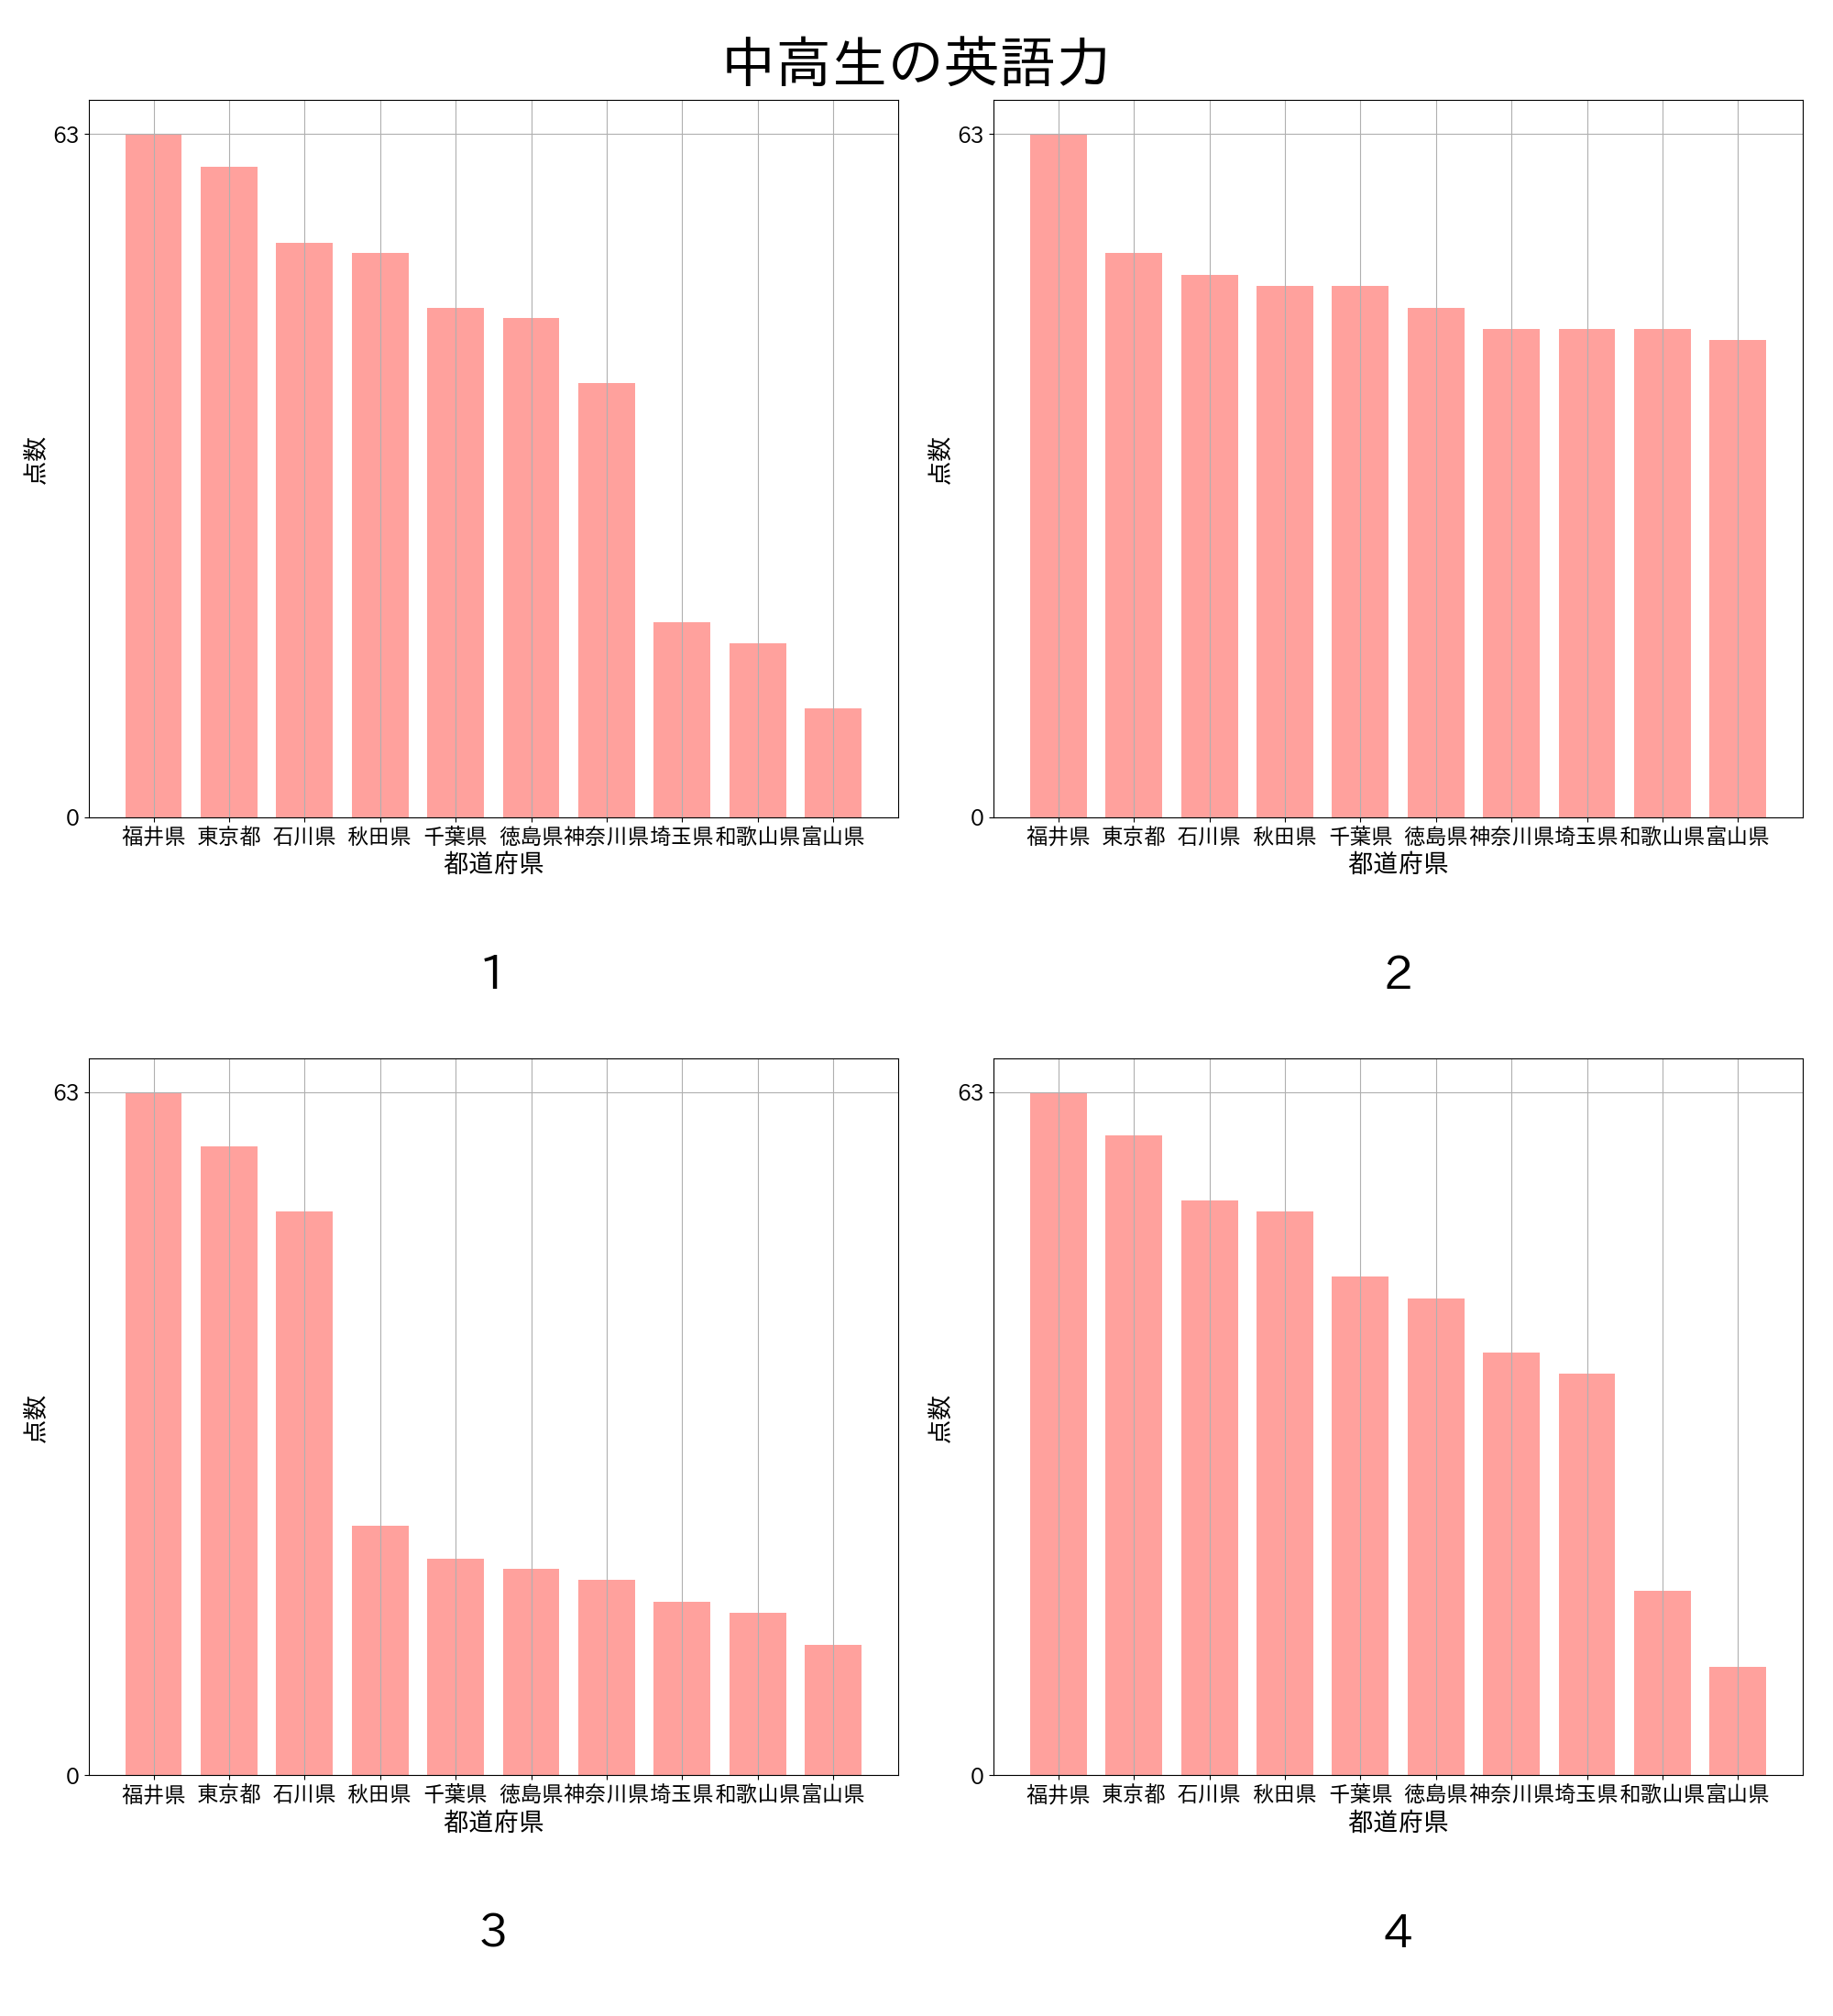 中高生の英語力
63
0
点数
福井県 東京都 石川県 秋田県 千葉県 徳島県 神奈川県 埼玉県 和歌山県 富山県
都道府県
1
63
0
点数
福井県 東京都 石川県 秋田県 千葉県 徳島県 神奈川県 埼玉県 和歌山県 富山県
都道府県
2
63
0
点数
福井県 東京都 石川県 秋田県 千葉県 徳島県 神奈川県 埼玉県 和歌山県 富山県
都道府県
3
63
0
点数
福井県 東京都 石川県 秋田県 千葉県 徳島県 神奈川県 埼玉県 和歌山県 富山県
都道府県
4